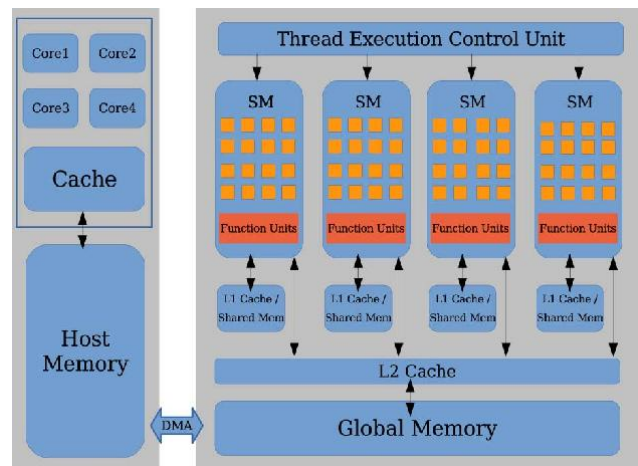 Core1
Core2
Core3
Core4
Cache
Host
Memory
DMA
Thread Execution Control Unit
SM
SM
SM
SM
Function Units
Function Units
Function Units
Function Units
L1 Cache /
Shared Mem
L1 Cache /
Shared Mem
L1 Cache /
Shared Mem
L1 Cache /
Shared Mem
L2 Cache
Global Memory